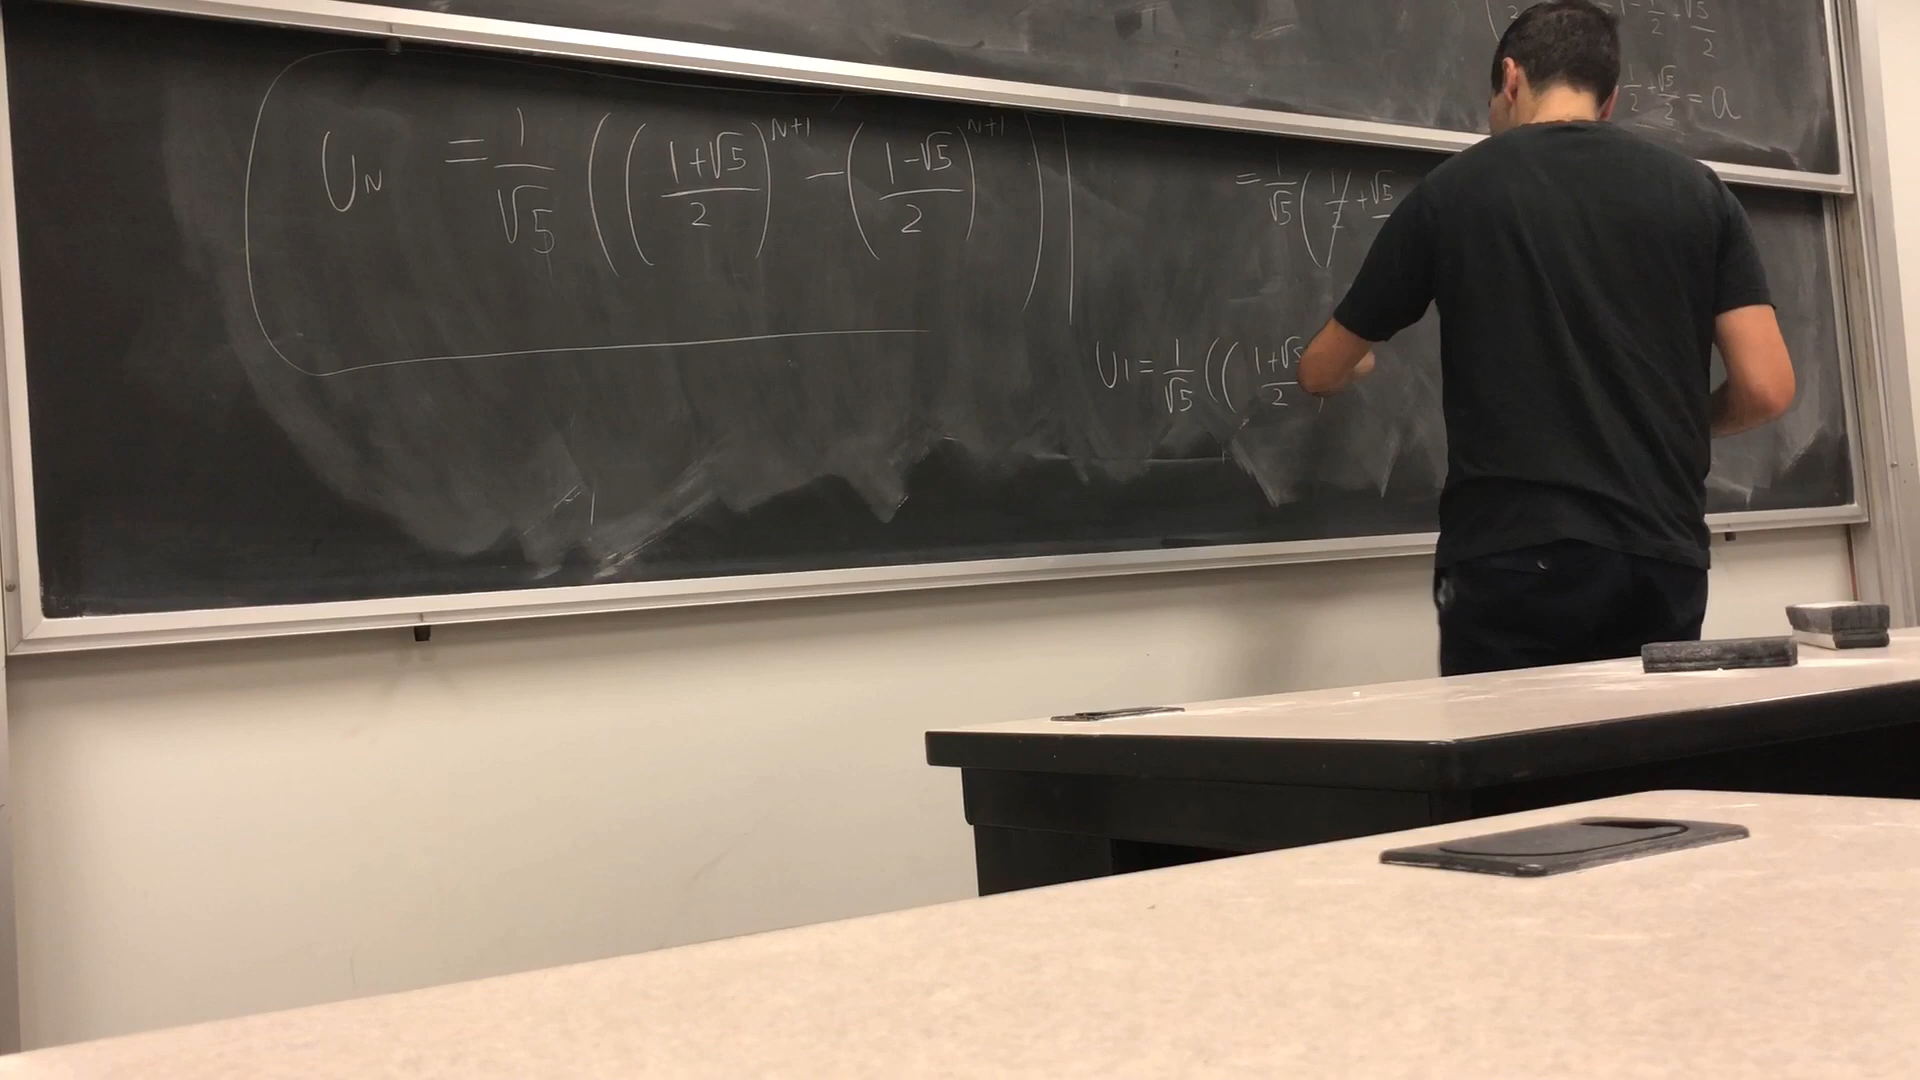 U_N = 1/√5 ( ( (1+√5)/2 )^{N+1} − ( (1−√5)/2 )^{N+1} )
= 1/√5 ( 1/2 + √5
U1 = 1/√5 ( ( (1+√5)/2 )
1/2 + √5/2 = a